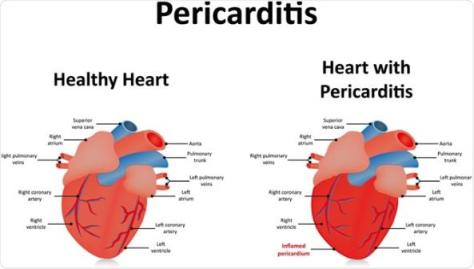 Pericarditis
Healthy Heart
Superior
vena cava
Right
atrium
ight pulmonary
veins
Right coronary
artery
Right
ventricle
Aorta
Pulmonary
trunk
Left pulmonary
veins
Left
atrium
Left coronary
artery
Left
ventricle
Heart with
Pericarditis
Superior
vena cava
Right
atrium
Right pulmonary
veins
Right coronary
artery
Right
ventricle
Inflamed
pericardium
Aorta
Pulmonary
trunk
Left pulmonary
veins
Left
atrium
Left coronary
artery
Left
ventricle